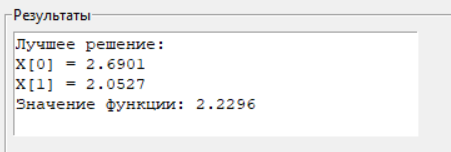 Результаты
Лучшее решение:
X[0] = 2.6901
X[1] = 2.0527
Значение функции: 2.2296